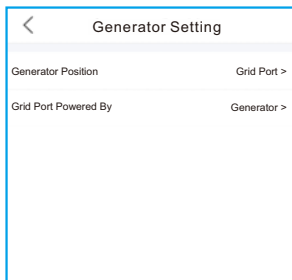 Generator Setting
Generator Position Grid Port >
Grid Port Powered By Generator >